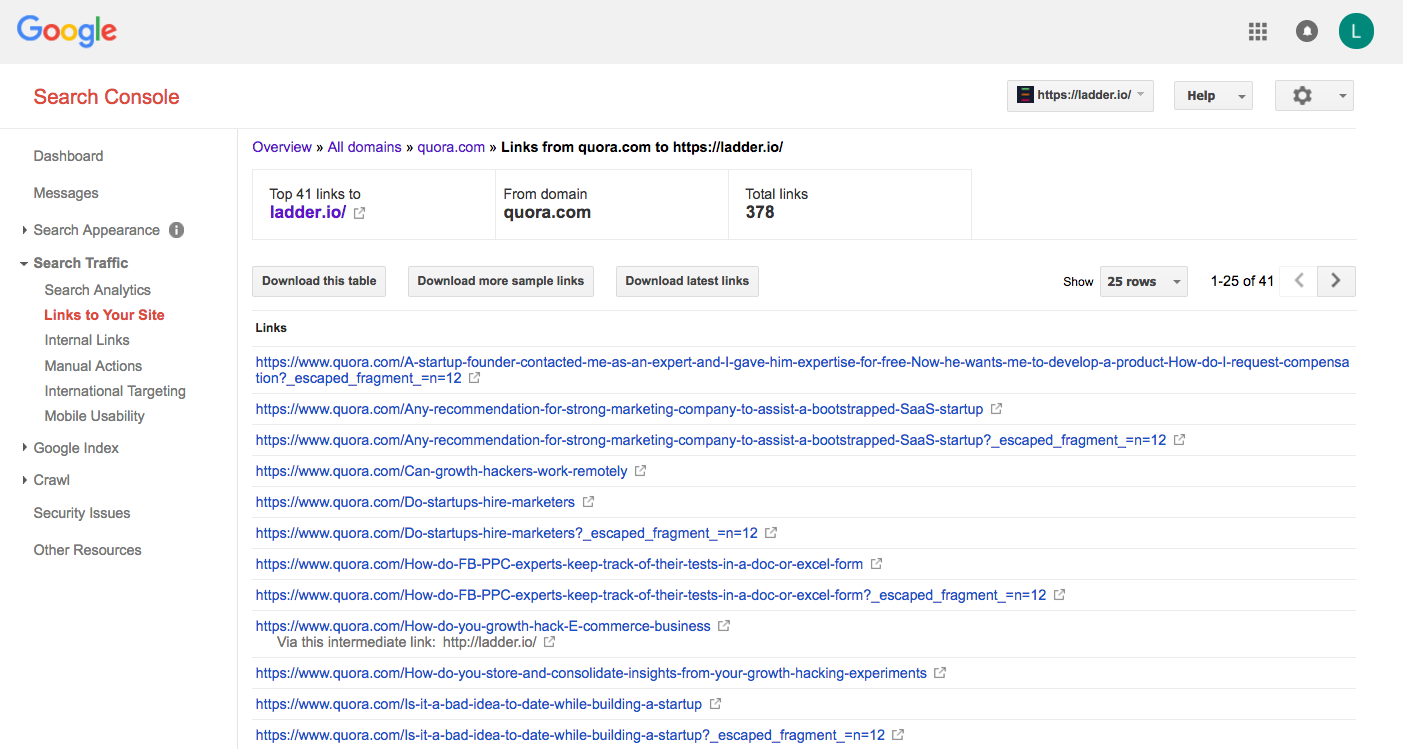 Google
L
Search Console
https://ladder.io/
Help
Dashboard
Messages
Search Appearance
Search Traffic
Search Analytics
Links to Your Site
Internal Links
Manual Actions
International Targeting
Mobile Usability
Google Index
Crawl
Security Issues
Other Resources
Overview » All domains » quora.com » Links from quora.com to https://ladder.io/
Top 41 links to
ladder.io/
From domain
quora.com
Total links
378
Download this table
Download more sample links
Download latest links
Show
25 rows
1-25 of 41
Links
https://www.quora.com/A-startup-founder-contacted-me-as-an-expert-and-I-gave-him-expertise-for-free-Now-he-wants-me-to-develop-a-product-How-do-I-request-compensa
tion?_escaped_fragment_=n=12
https://www.quora.com/Any-recommendation-for-strong-marketing-company-to-assist-a-bootstrapped-SaaS-startup
https://www.quora.com/Any-recommendation-for-strong-marketing-company-to-assist-a-bootstrapped-SaaS-startup?_escaped_fragment_=n=12
https://www.quora.com/Can-growth-hackers-work-remotely
https://www.quora.com/Do-startups-hire-marketers
https://www.quora.com/Do-startups-hire-marketers?_escaped_fragment_=n=12
https://www.quora.com/How-do-FB-PPC-experts-keep-track-of-their-tests-in-a-doc-or-excel-form
https://www.quora.com/How-do-FB-PPC-experts-keep-track-of-their-tests-in-a-doc-or-excel-form?_escaped_fragment_=n=12
https://www.quora.com/How-do-you-growth-hack-E-commerce-business
Via this intermediate link: http://ladder.io/
https://www.quora.com/How-do-you-store-and-consolidate-insights-from-your-growth-hacking-experiments
https://www.quora.com/Is-it-a-bad-idea-to-date-while-building-a-startup
https://www.quora.com/Is-it-a-bad-idea-to-date-while-building-a-startup?_escaped_fragment_=n=12